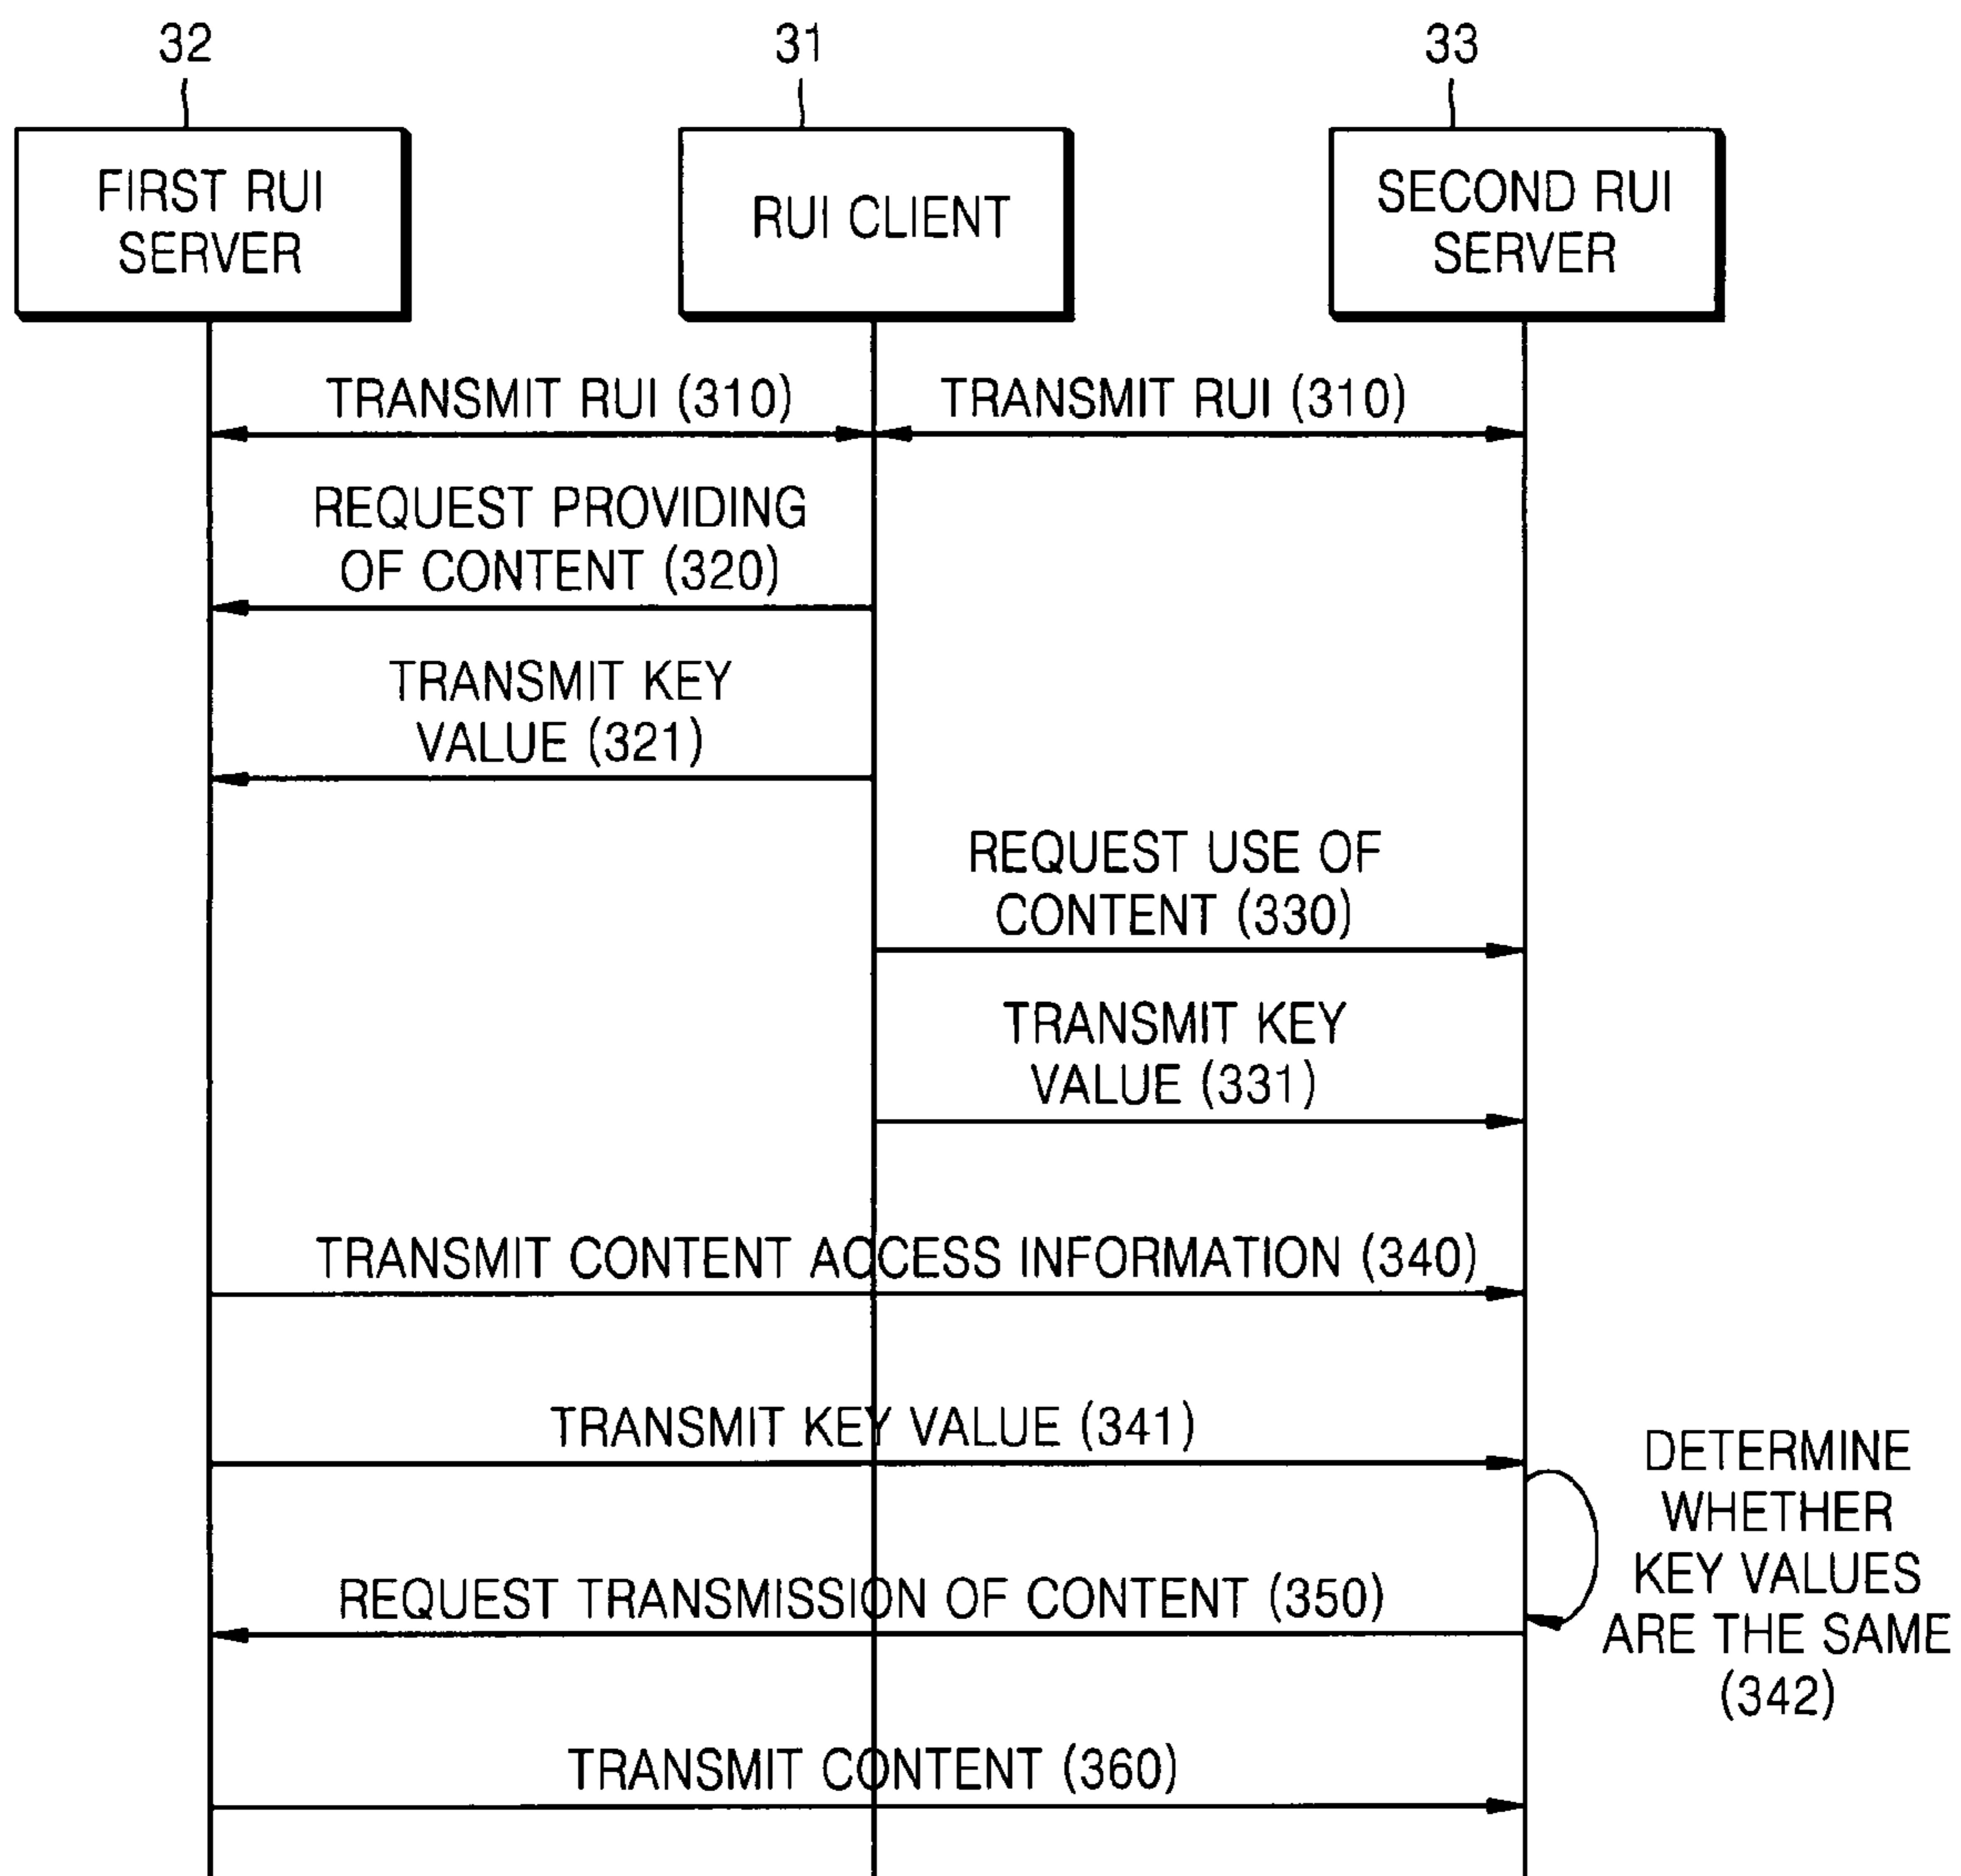 32
31
33
FIRST RUI
SERVER
RUI CLIENT
SECOND RUI
SERVER
TRANSMIT RUI (310)
TRANSMIT RUI (310)
REQUEST PROVIDING
OF CONTENT (320)
TRANSMIT KEY
VALUE (321)
REQUEST USE OF
CONTENT (330)
TRANSMIT KEY
VALUE (331)
TRANSMIT CONTENT ACCESS INFORMATION (340)
TRANSMIT KEY VALUE (341)
DETERMINE
WHETHER
KEY VALUES
ARE THE SAME
(342)
REQUEST TRANSMISSION OF CONTENT (350)
TRANSMIT CONTENT (360)